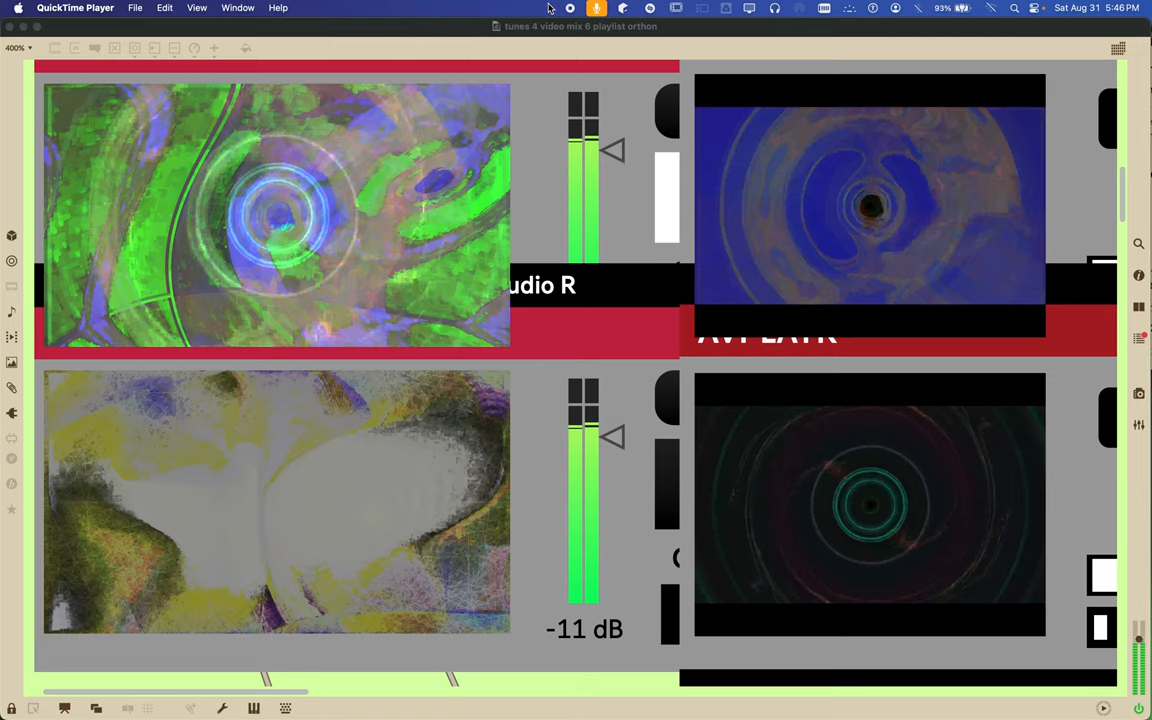 QuickTime Player File Edit View Window Help 93% Sat Aug 31 5:46 PM
tunes 4 video mix 6 playlist orthon
400%
udio R
-11 dB